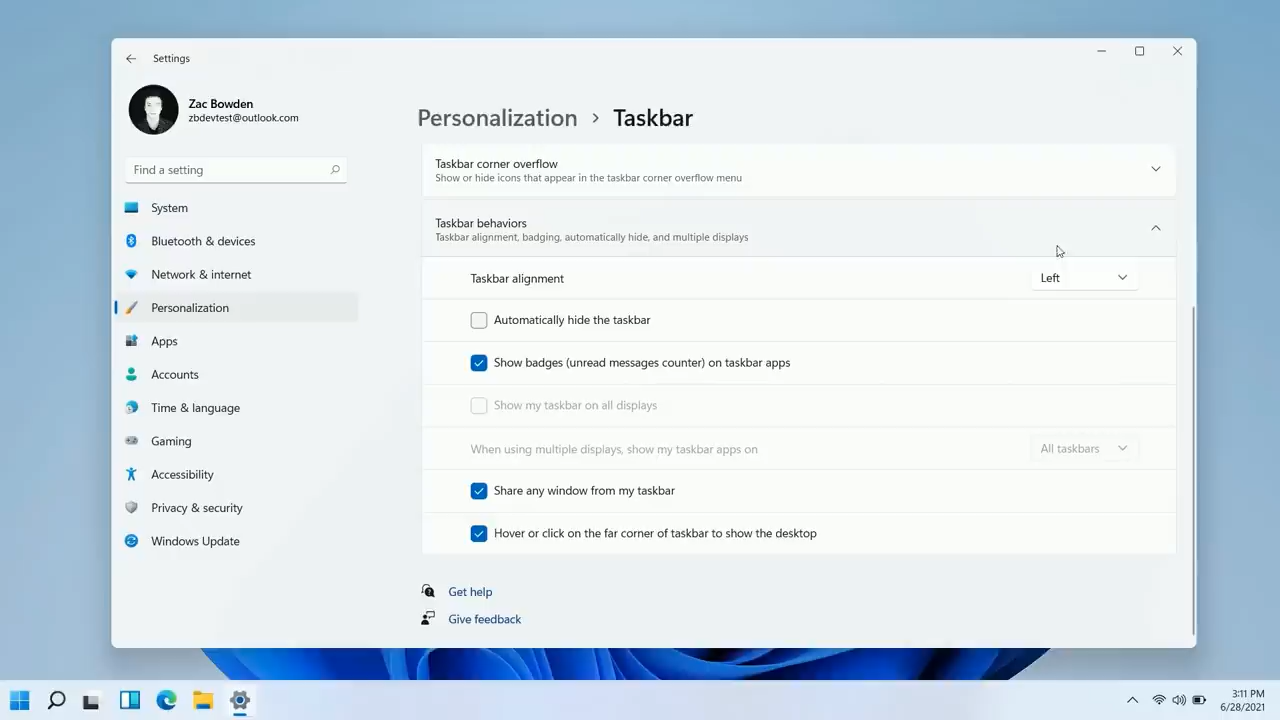 Settings
Zac Bowden
zbdevtest@outlook.com
Find a setting
System
Bluetooth & devices
Network & internet
Personalization
Apps
Accounts
Time & language
Gaming
Accessibility
Privacy & security
Windows Update
Personalization > Taskbar
Taskbar corner overflow
Show or hide icons that appear in the taskbar corner overflow menu
Taskbar behaviors
Taskbar alignment, badging, automatically hide, and multiple displays
Taskbar alignment Left
Automatically hide the taskbar
Show badges (unread messages counter) on taskbar apps
Show my taskbar on all displays
When using multiple displays, show my taskbar apps on All taskbars
Share any window from my taskbar
Hover or click on the far corner of taskbar to show the desktop
Get help
Give feedback
3:11 PM
6/28/2021